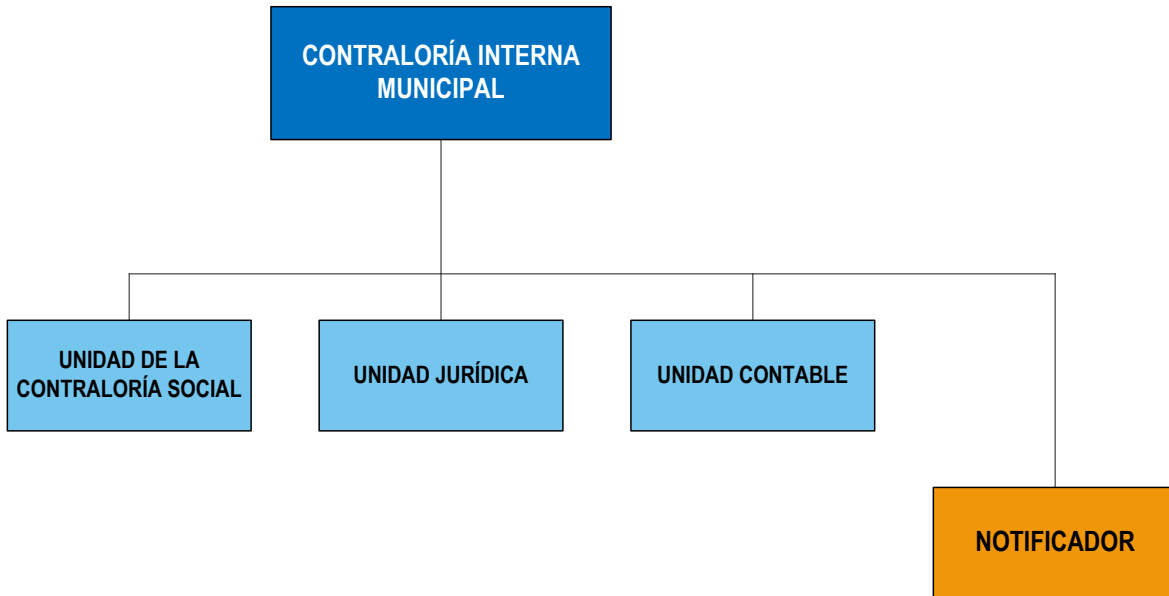 CONTRALORÍA INTERNA
MUNICIPAL
UNIDAD DE LA
CONTRALORÍA SOCIAL
UNIDAD JURÍDICA
UNIDAD CONTABLE
NOTIFICADOR